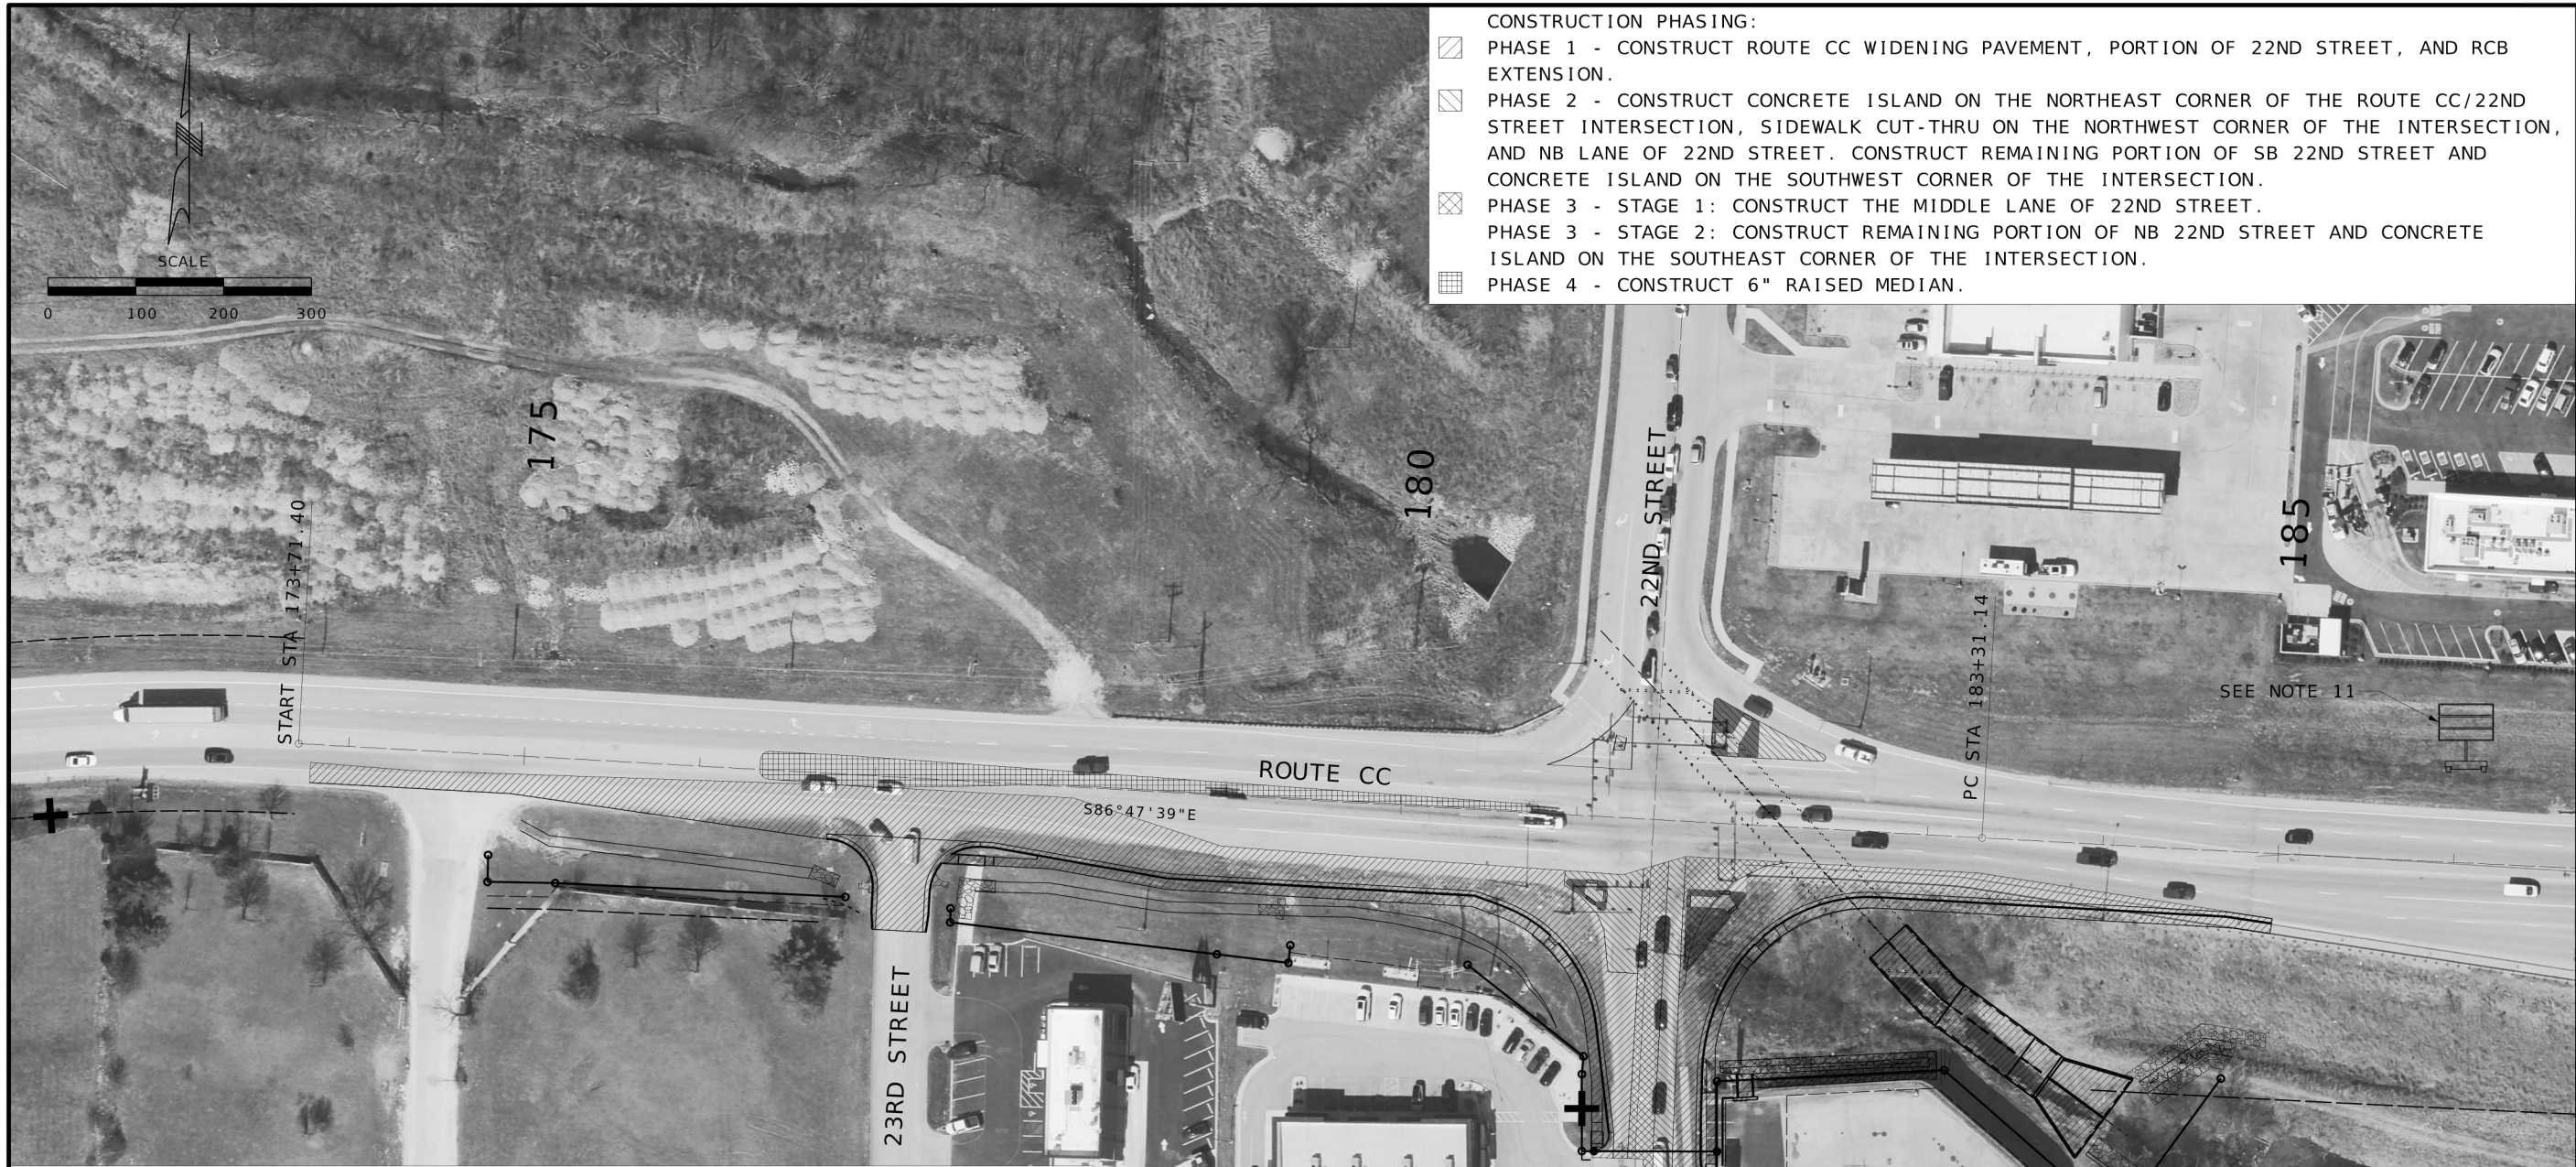 CONSTRUCTION PHASING:
PHASE 1 - CONSTRUCT ROUTE CC WIDENING PAVEMENT, PORTION OF 22ND STREET, AND RCB
EXTENSION.
PHASE 2 - CONSTRUCT CONCRETE ISLAND ON THE NORTHEAST CORNER OF THE ROUTE CC/22ND
STREET INTERSECTION, SIDEWALK CUT-THRU ON THE NORTHWEST CORNER OF THE INTERSECTION,
AND NB LANE OF 22ND STREET. CONSTRUCT REMAINING PORTION OF SB 22ND STREET AND
CONCRETE ISLAND ON THE SOUTHWEST CORNER OF THE INTERSECTION.
PHASE 3 - STAGE 1: CONSTRUCT THE MIDDLE LANE OF 22ND STREET.
PHASE 3 - STAGE 2: CONSTRUCT REMAINING PORTION OF NB 22ND STREET AND CONCRETE
ISLAND ON THE SOUTHEAST CORNER OF THE INTERSECTION.
PHASE 4 - CONSTRUCT 6" RAISED MEDIAN.
N
SCALE
0 100 200 300
175
180
185
START STA 173+71.40
22ND STREET
PC STA 183+31.14
SEE NOTE 11
ROUTE CC
S86°47'39"E
23RD STREET